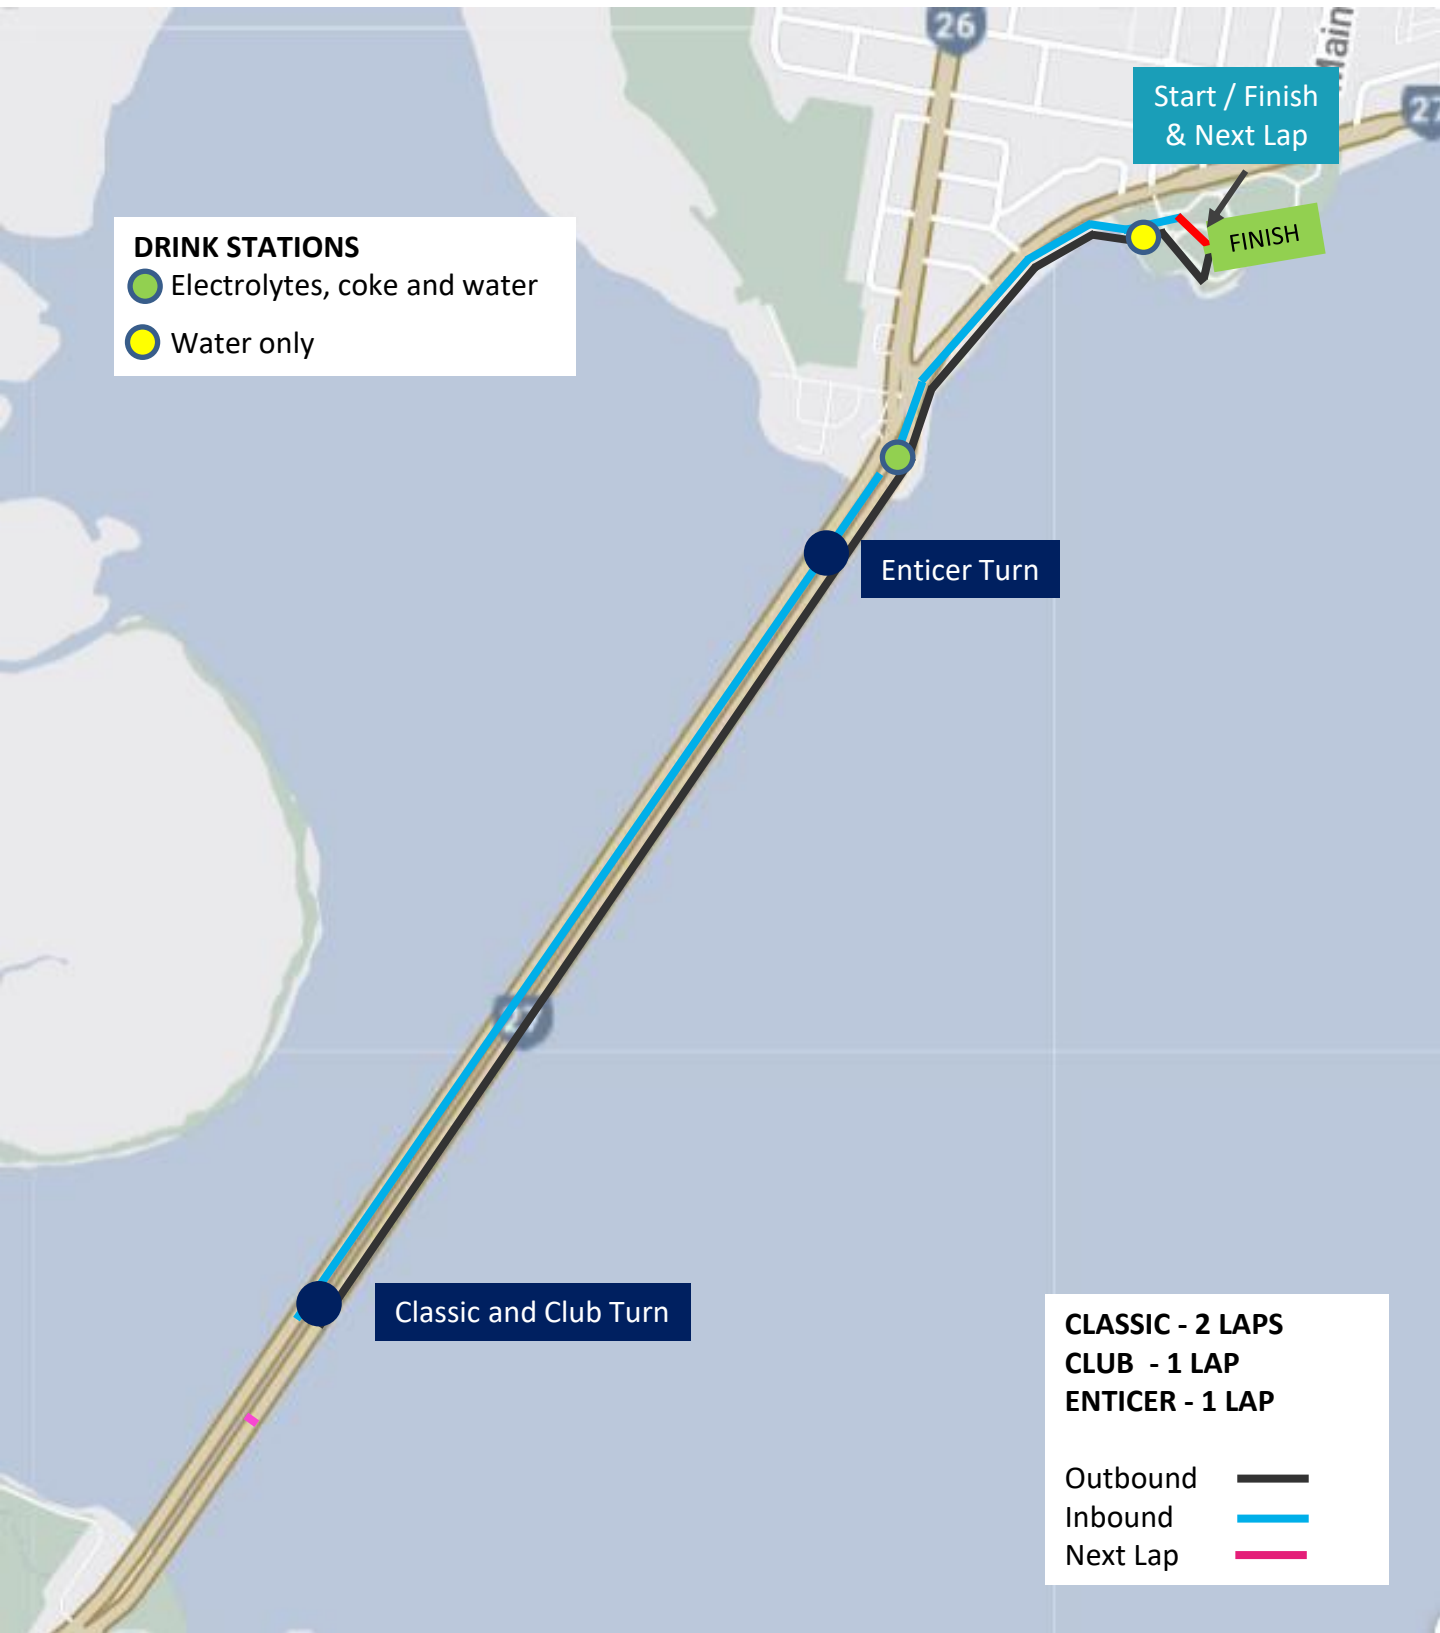 26
Main
27
Start / Finish
& Next Lap
FINISH
DRINK STATIONS
Electrolytes, coke and water
Water only
Enticer Turn
Classic and Club Turn
CLASSIC - 2 LAPS
CLUB - 1 LAP
ENTICER - 1 LAP
Outbound
Inbound
Next Lap